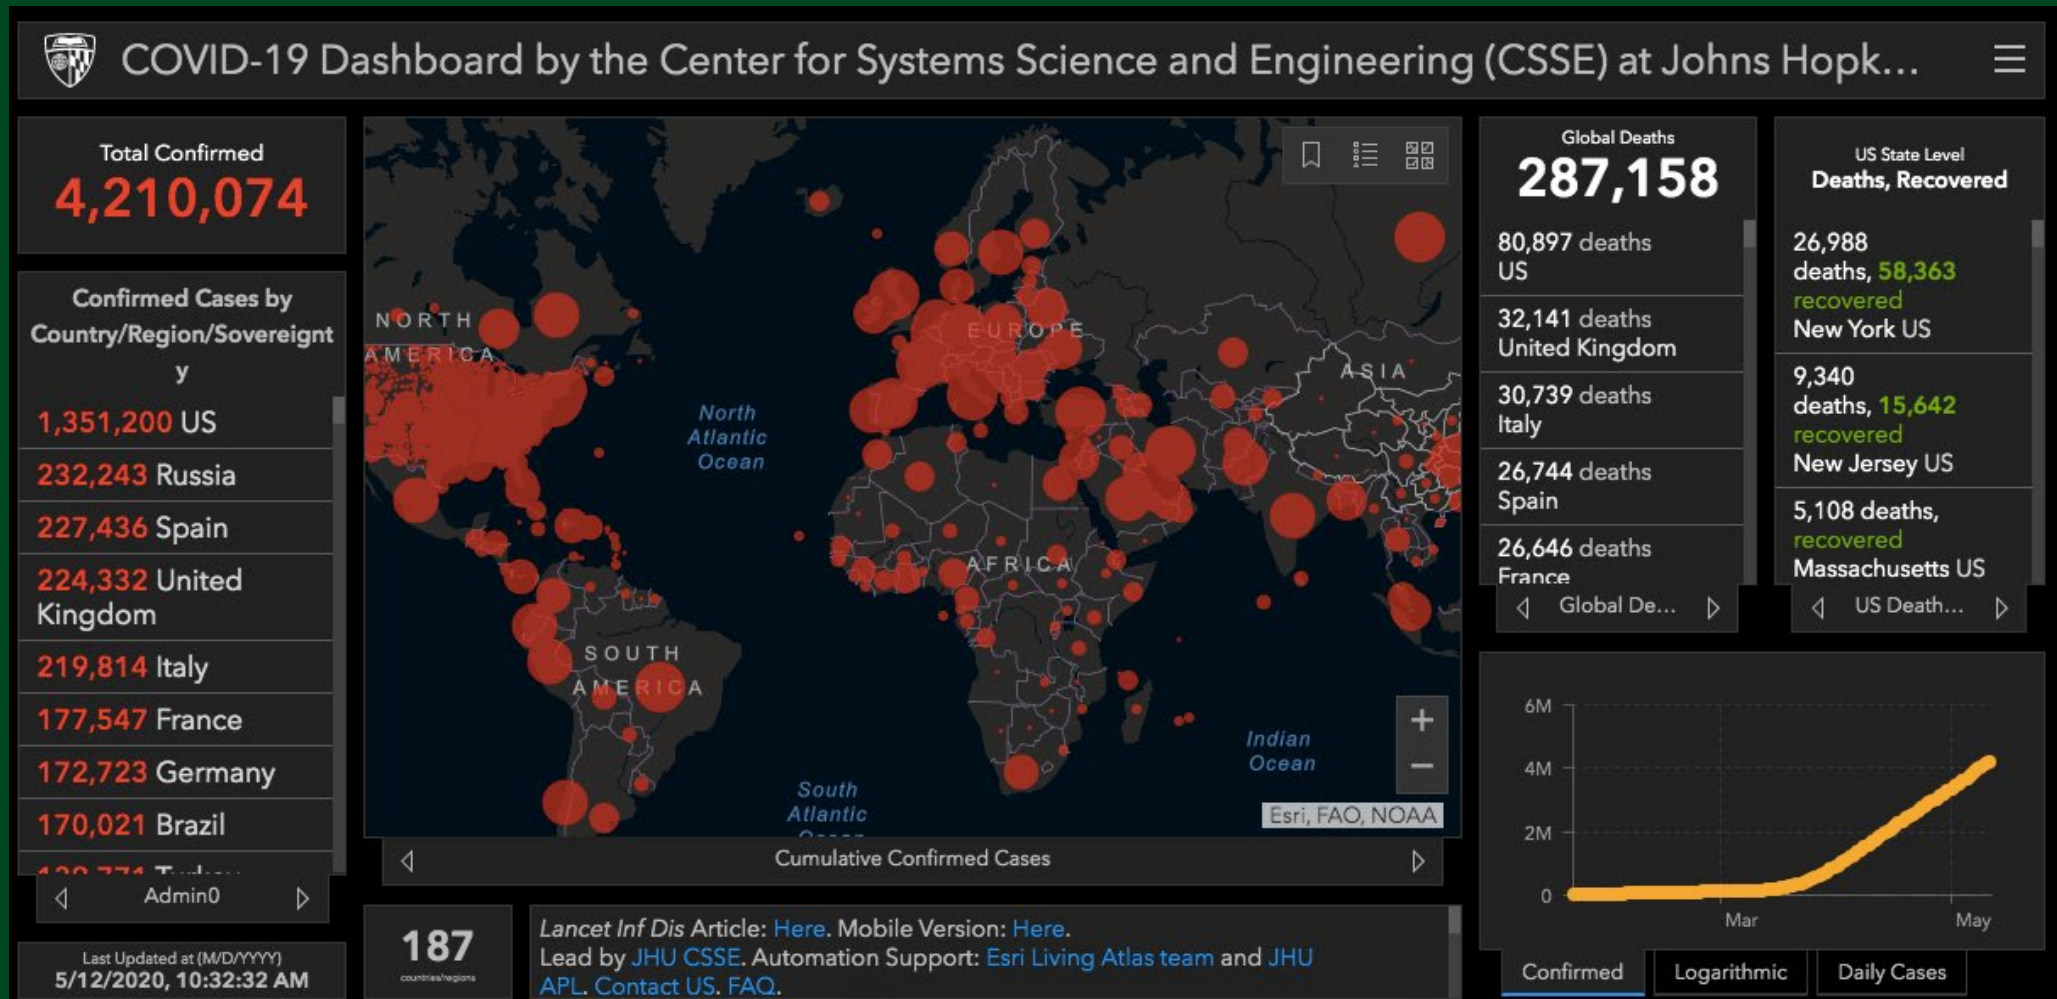 COVID-19 Dashboard by the Center for Systems Science and Engineering (CSSE) at Johns Hopk...
Total Confirmed
4,210,074
Confirmed Cases by
Country/Region/Sovereignt
y
1,351,200 US
232,243 Russia
227,436 Spain
224,332 United
Kingdom
219,814 Italy
177,547 France
172,723 Germany
170,021 Brazil
Admin0
Last Updated at (M/D/YYYY)
5/12/2020, 10:32:32 AM
NORTH
AMERICA
EUROPE
ASIA
North
Atlantic
Ocean
AFRICA
SOUTH
AMERICA
Indian
Ocean
South
Atlantic
Ocean
+
−
Esri, FAO, NOAA
Cumulative Confirmed Cases
187
countries/regions
Lancet Inf Dis Article: Here. Mobile Version: Here.
Lead by JHU CSSE. Automation Support: Esri Living Atlas team and JHU
APL. Contact US. FAQ.
Global Deaths
287,158
80,897 deaths
US
32,141 deaths
United Kingdom
30,739 deaths
Italy
26,744 deaths
Spain
26,646 deaths
France
Global De...
US State Level
Deaths, Recovered
26,988
deaths, 58,363
recovered
New York US
9,340
deaths, 15,642
recovered
New Jersey US
5,108 deaths,
recovered
Massachusetts US
US Death...
6M
4M
2M
0
Mar
May
Confirmed
Logarithmic
Daily Cases